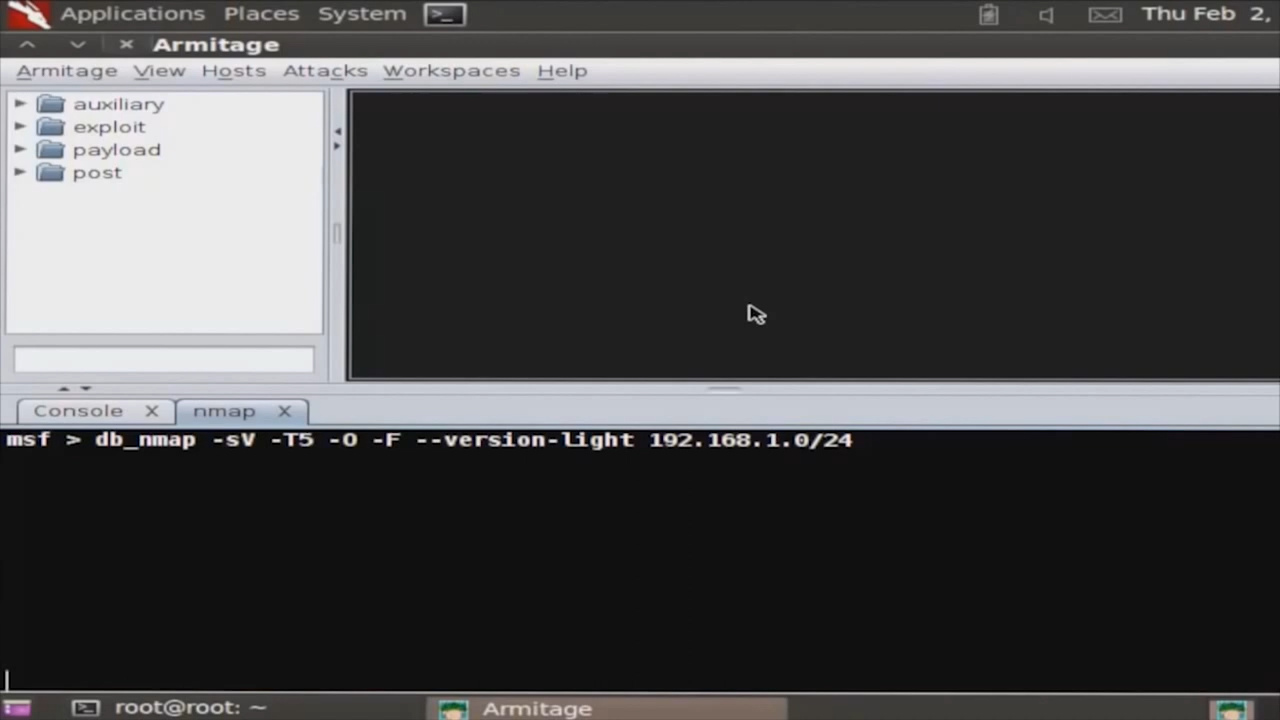 Applications Places System Thu Feb 2,
Armitage
Armitage View Hosts Attacks Workspaces Help
auxiliary
exploit
payload
post
Console X nmap X
msf > db_nmap -sV -T5 -O -F --version-light 192.168.1.0/24
root@root: ~ Armitage